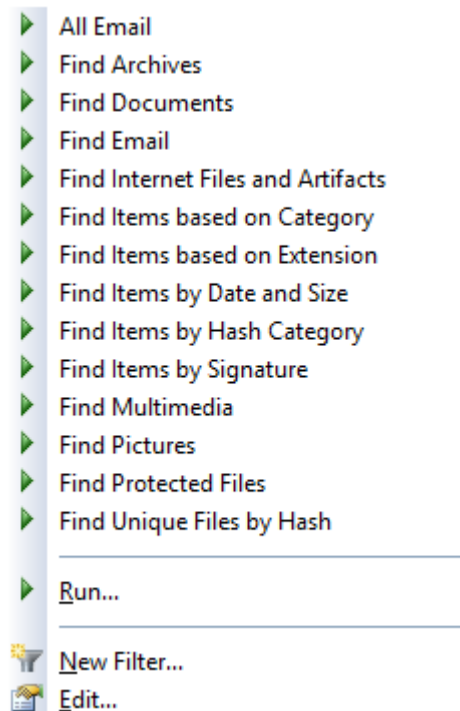 All Email
Find Archives
Find Documents
Find Email
Find Internet Files and Artifacts
Find Items based on Category
Find Items based on Extension
Find Items by Date and Size
Find Items by Hash Category
Find Items by Signature
Find Multimedia
Find Pictures
Find Protected Files
Find Unique Files by Hash
Run...
New Filter...
Edit...